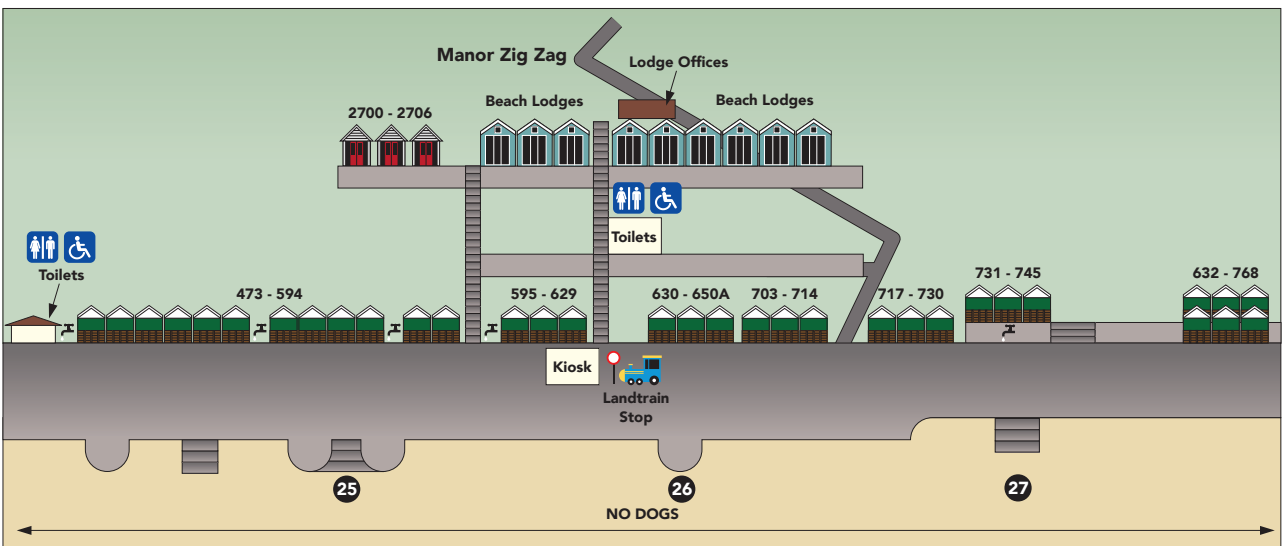 Manor Zig Zag
Lodge Offices
Beach Lodges
Beach Lodges
2700 - 2706
Toilets
Toilets
473 - 594
595 - 629
630 - 650A
703 - 714
717 - 730
731 - 745
632 - 768
Kiosk
Landtrain
Stop
25
26
27
NO DOGS